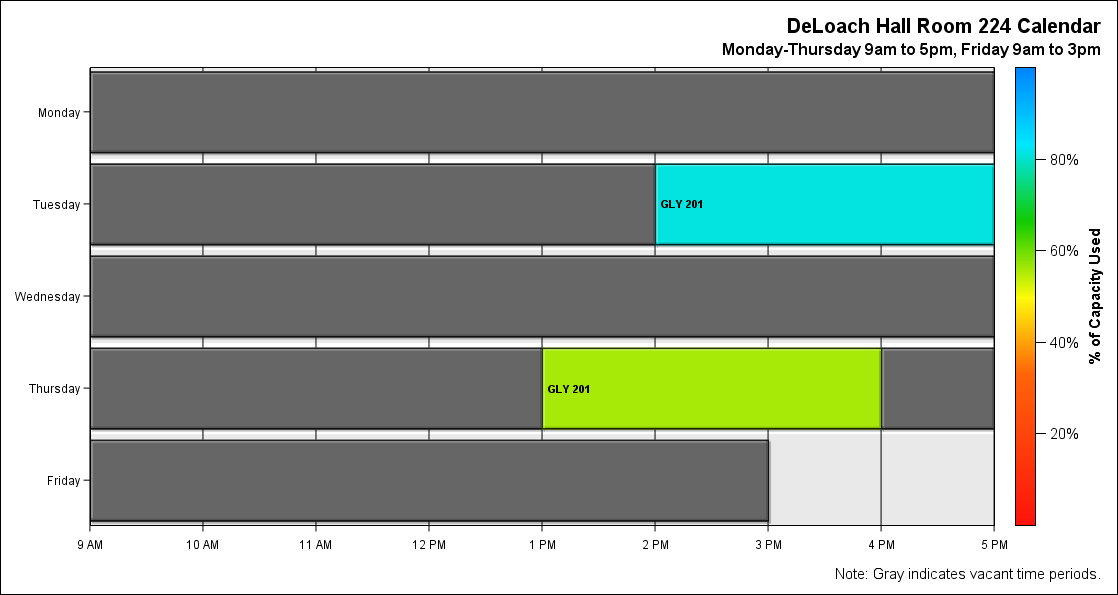 DeLoach Hall Room 224 Calendar
Monday-Thursday 9am to 5pm, Friday 9am to 3pm
Monday
Tuesday
GLY 201
Wednesday
Thursday
GLY 201
Friday
9 AM 10 AM 11 AM 12 PM 1 PM 2 PM 3 PM 4 PM 5 PM
80%
60%
40%
20%
% of Capacity Used
Note: Gray indicates vacant time periods.